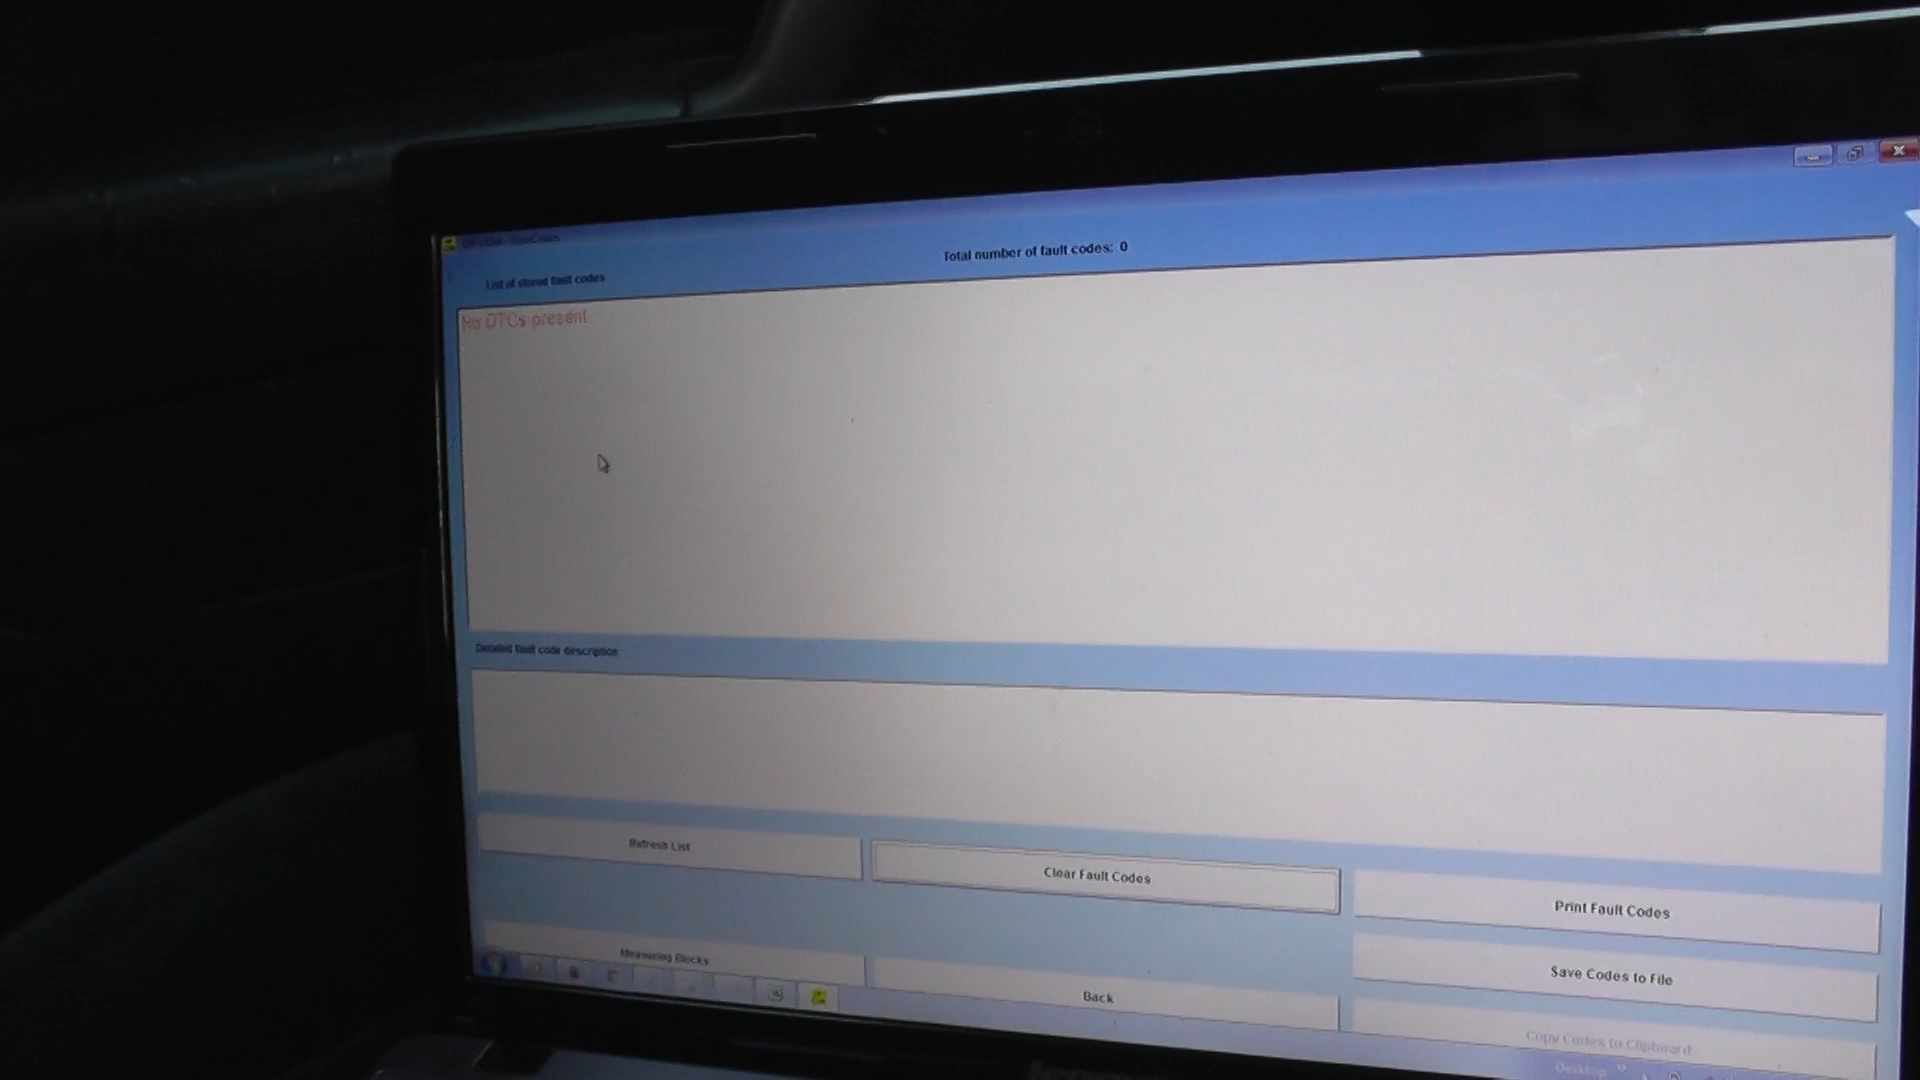 Total number of fault codes: 0
List of stored fault codes
No DTCs present.
Detailed fault code description
Refresh List
Clear Fault Codes
Print Fault Codes
Measuring Blocks
Back
Save Codes to File
Copy Codes to Clipboard
Desktop